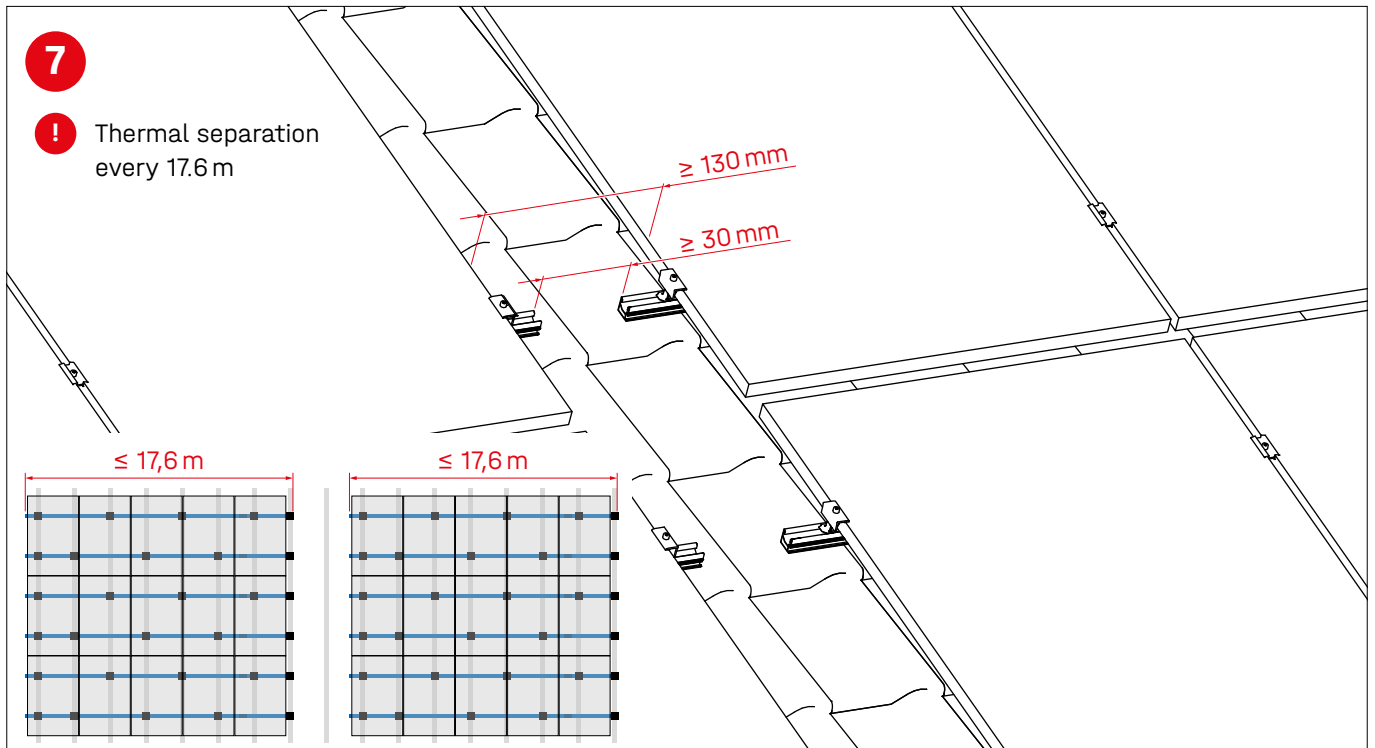 7
! Thermal separation
every 17.6 m
≥ 130 mm
≥ 30 mm
≤ 17,6 m
≤ 17,6 m